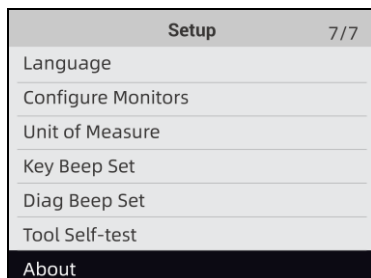 Setup 7/7
Language
Configure Monitors
Unit of Measure
Key Beep Set
Diag Beep Set
Tool Self-test
About